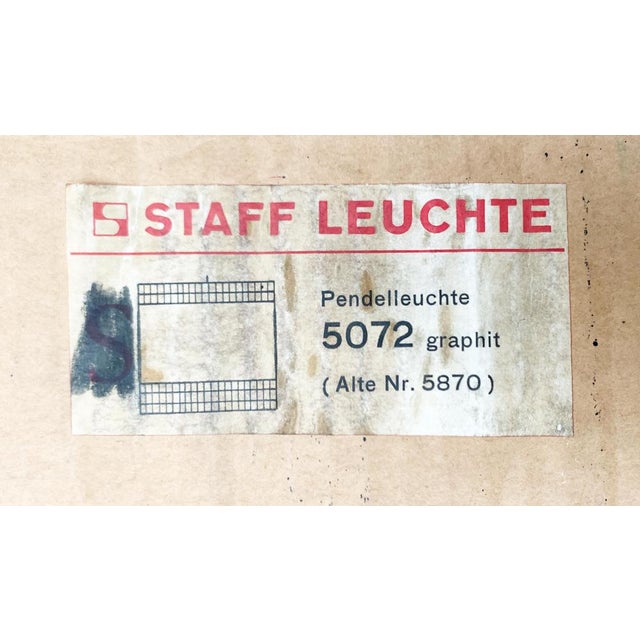 STAFF LEUCHTE
S
Pendelleuchte
5072 graphit
(Alte Nr. 5870)